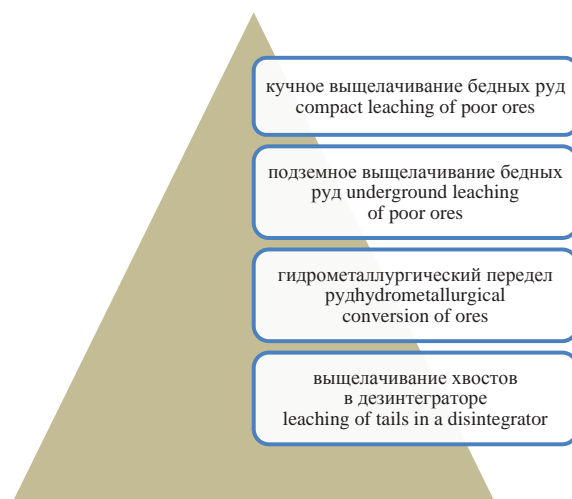 кучное выщелачивание бедных руд
compact leaching of poor ores
подземное выщелачивание бедных
руд underground leaching
of poor ores
гидрометаллургический передел
рудhydrometallurgical
conversion of ores
выщелачивание хвостов
в дезинтеграторе
leaching of tails in a disintegrator